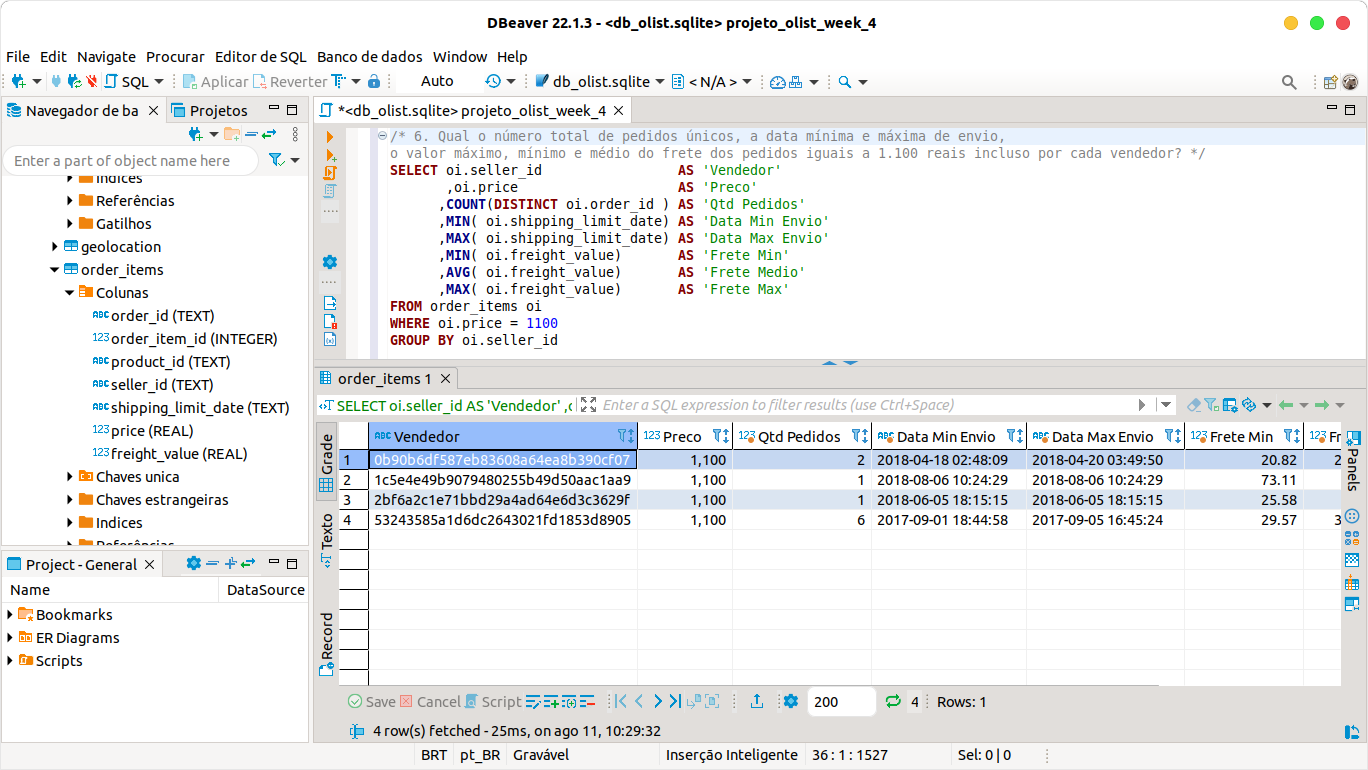 DBeaver 22.1.3 - <db_olist.sqlite> projeto_olist_week_4
File Edit Navigate Procurar Editor de SQL Banco de dados Window Help
SQL Aplicar Reverter Auto db_olist.sqlite < N/A >
Navegador de ba Projetos
Enter a part of object name here
Indices
Referências
Gatilhos
geolocation
order_items
Colunas
ABC order_id (TEXT)
123 order_item_id (INTEGER)
ABC product_id (TEXT)
ABC seller_id (TEXT)
ABC shipping_limit_date (TEXT)
123 price (REAL)
123 freight_value (REAL)
Chaves unica
Chaves estrangeiras
Indices
Referências
Project - General
Name DataSource
Bookmarks
ER Diagrams
Scripts
*<db_olist.sqlite> projeto_olist_week_4
/* 6. Qual o número total de pedidos únicos, a data mínima e máxima de envio,
o valor máximo, mínimo e médio do frete dos pedidos iguais a 1.100 reais incluso por cada vendedor? */
SELECT oi.seller_id AS 'Vendedor'
,oi.price AS 'Preco'
,COUNT(DISTINCT oi.order_id ) AS 'Qtd Pedidos'
,MIN( oi.shipping_limit_date) AS 'Data Min Envio'
,MAX( oi.shipping_limit_date) AS 'Data Max Envio'
,MIN( oi.freight_value) AS 'Frete Min'
,AVG( oi.freight_value) AS 'Frete Medio'
,MAX( oi.freight_value) AS 'Frete Max'
FROM order_items oi
WHERE oi.price = 1100
GROUP BY oi.seller_id
order_items 1
SELECT oi.seller_id AS 'Vendedor' ,c Enter a SQL expression to filter results (use Ctrl+Space)
Grade
Texto
Record
ABC Vendedor 123 Preco 123 Qtd Pedidos ABC Data Min Envio ABC Data Max Envio 123 Frete Min 123 Fr
1 0b90b6df587eb83608a64ea8b390cf07 1,100 2 2018-04-18 02:48:09 2018-04-20 03:49:50 20.82 2
2 1c5e4e49b9079480255b49d50aac1aa9 1,100 1 2018-08-06 10:24:29 2018-08-06 10:24:29 73.11
3 2bf6a2c1e71bbd29a4ad64e6d3c3629f 1,100 1 2018-06-05 18:15:15 2018-06-05 18:15:15 25.58
4 53243585a1d6dc2643021fd1853d8905 1,100 6 2017-09-01 18:44:58 2017-09-05 16:45:24 29.57 3
Panels
Save Cancel Script 200 4 Rows: 1
4 row(s) fetched - 25ms, on ago 11, 10:29:32
BRT pt_BR Gravável Inserção Inteligente 36 : 1 : 1527 Sel: 0 | 0